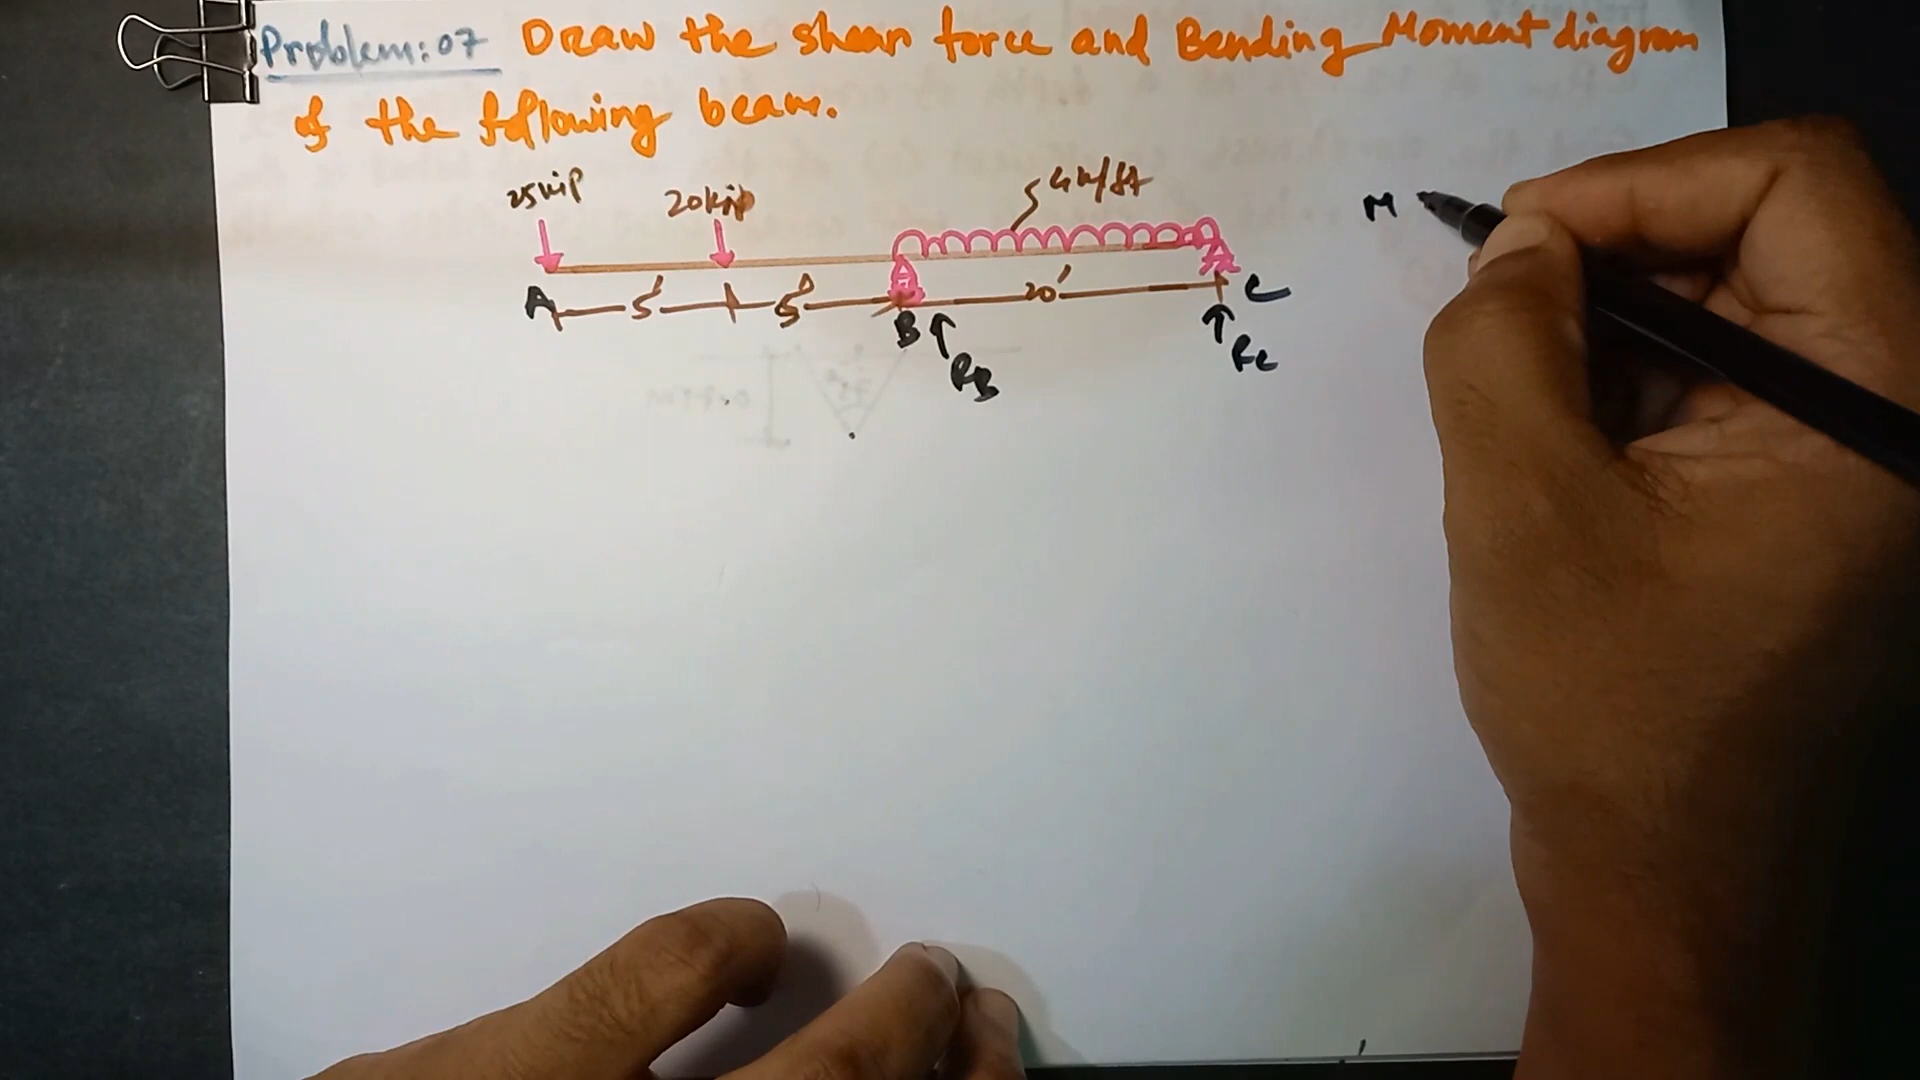 Problem: 07 Draw the shear force and Bending Moment diagram
of the following beam.
25kip 20kip 4k/ft
A 5' 5' B 20' C
RB RC
M